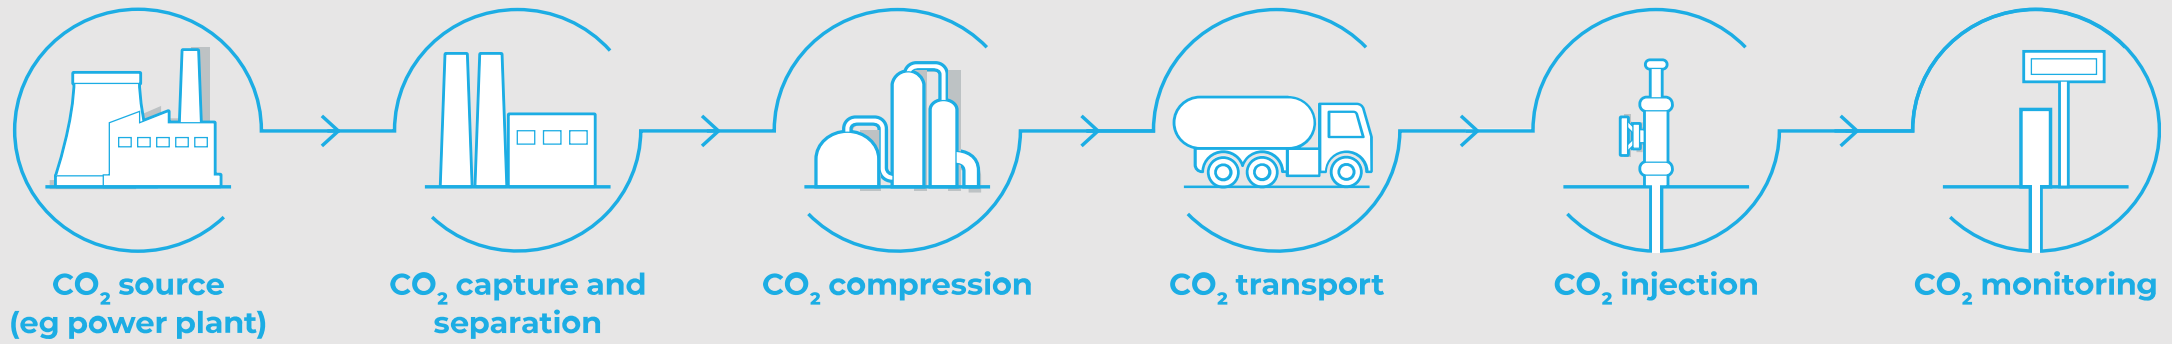 CO₂ source
(eg power plant)
CO₂ capture and
separation
CO₂ compression
CO₂ transport
CO₂ injection
CO₂ monitoring